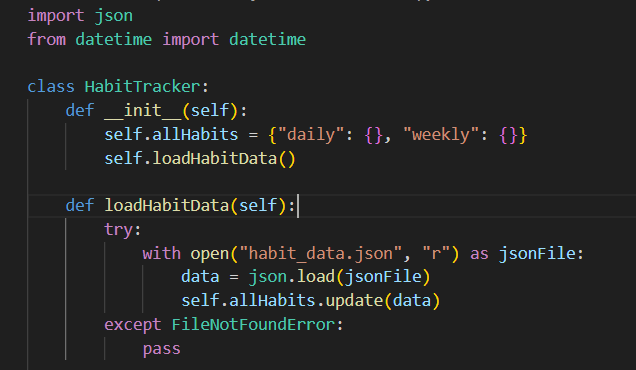 import json
from datetime import datetime
class HabitTracker:
def __init__(self):
self.allHabits = {"daily": {}, "weekly": {}}
self.loadHabitData()
def loadHabitData(self):
try:
with open("habit_data.json", "r") as jsonFile:
data = json.load(jsonFile)
self.allHabits.update(data)
except FileNotFoundError:
pass